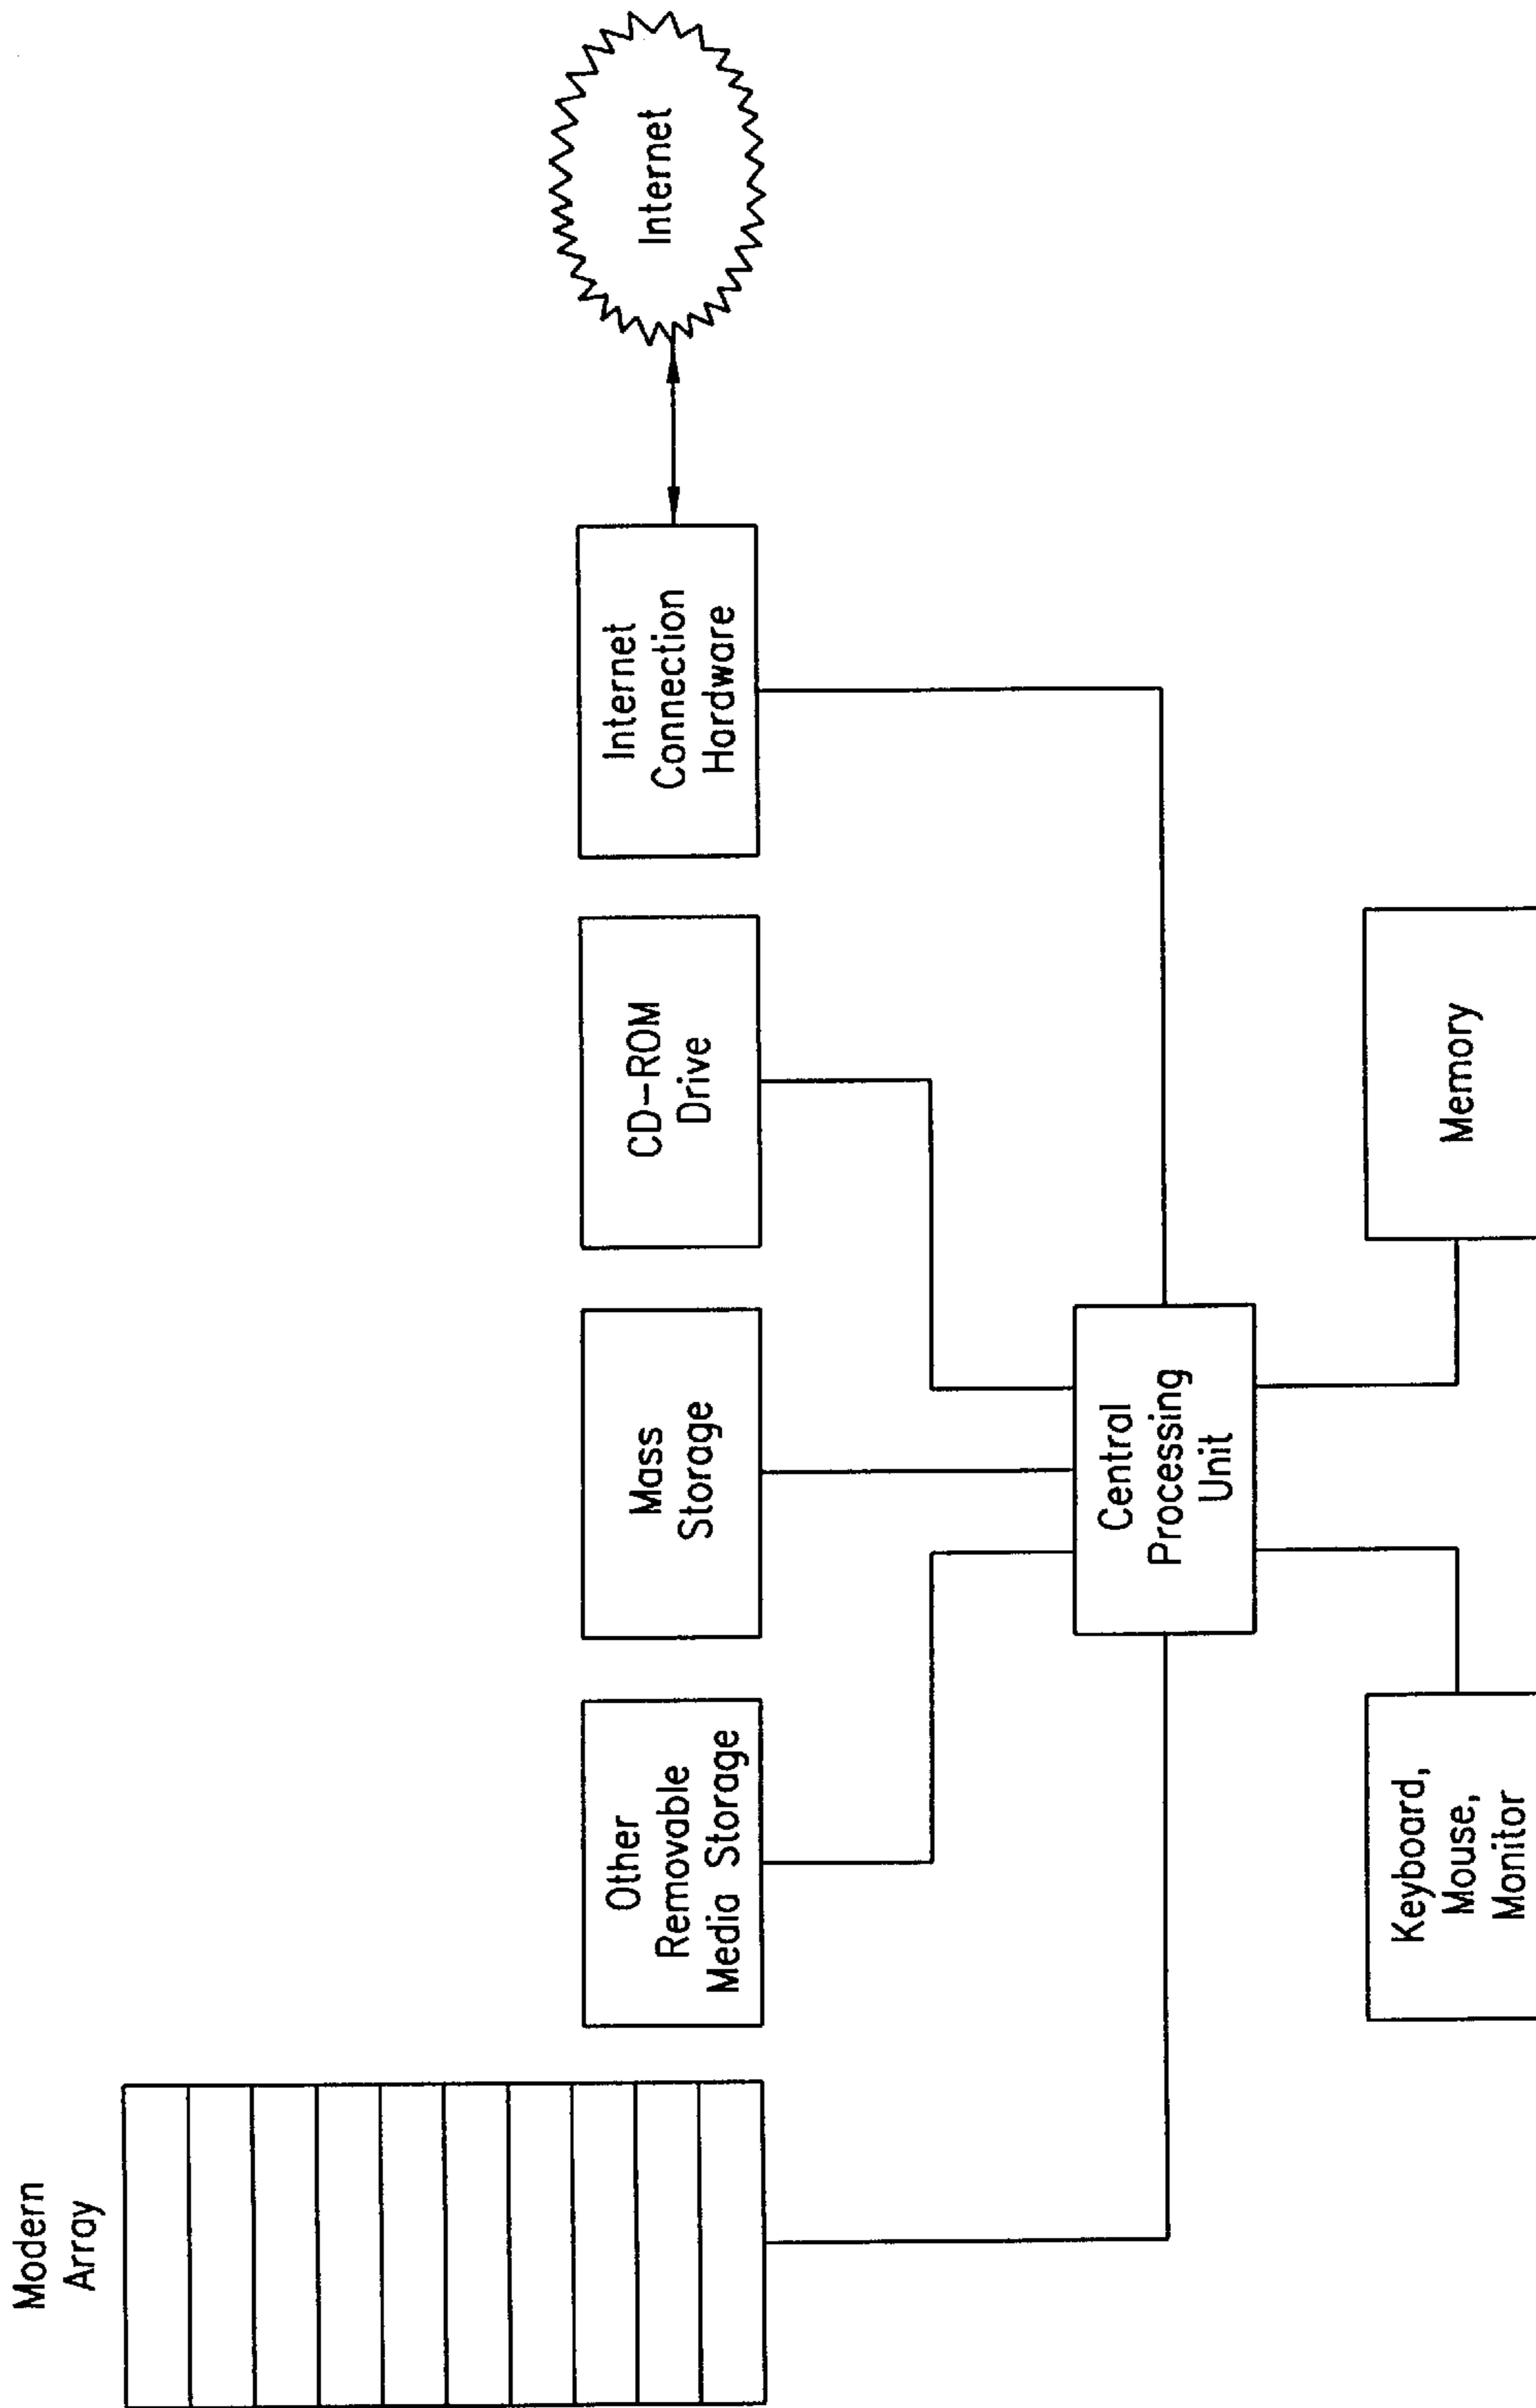 Modern
Array
Other
Removable
Media Storage
Mass
Storage
CD-ROM
Drive
Internet
Connection
Hardware
Internet
Central
Processing
Unit
Keyboard,
Mouse,
Monitor
Memory